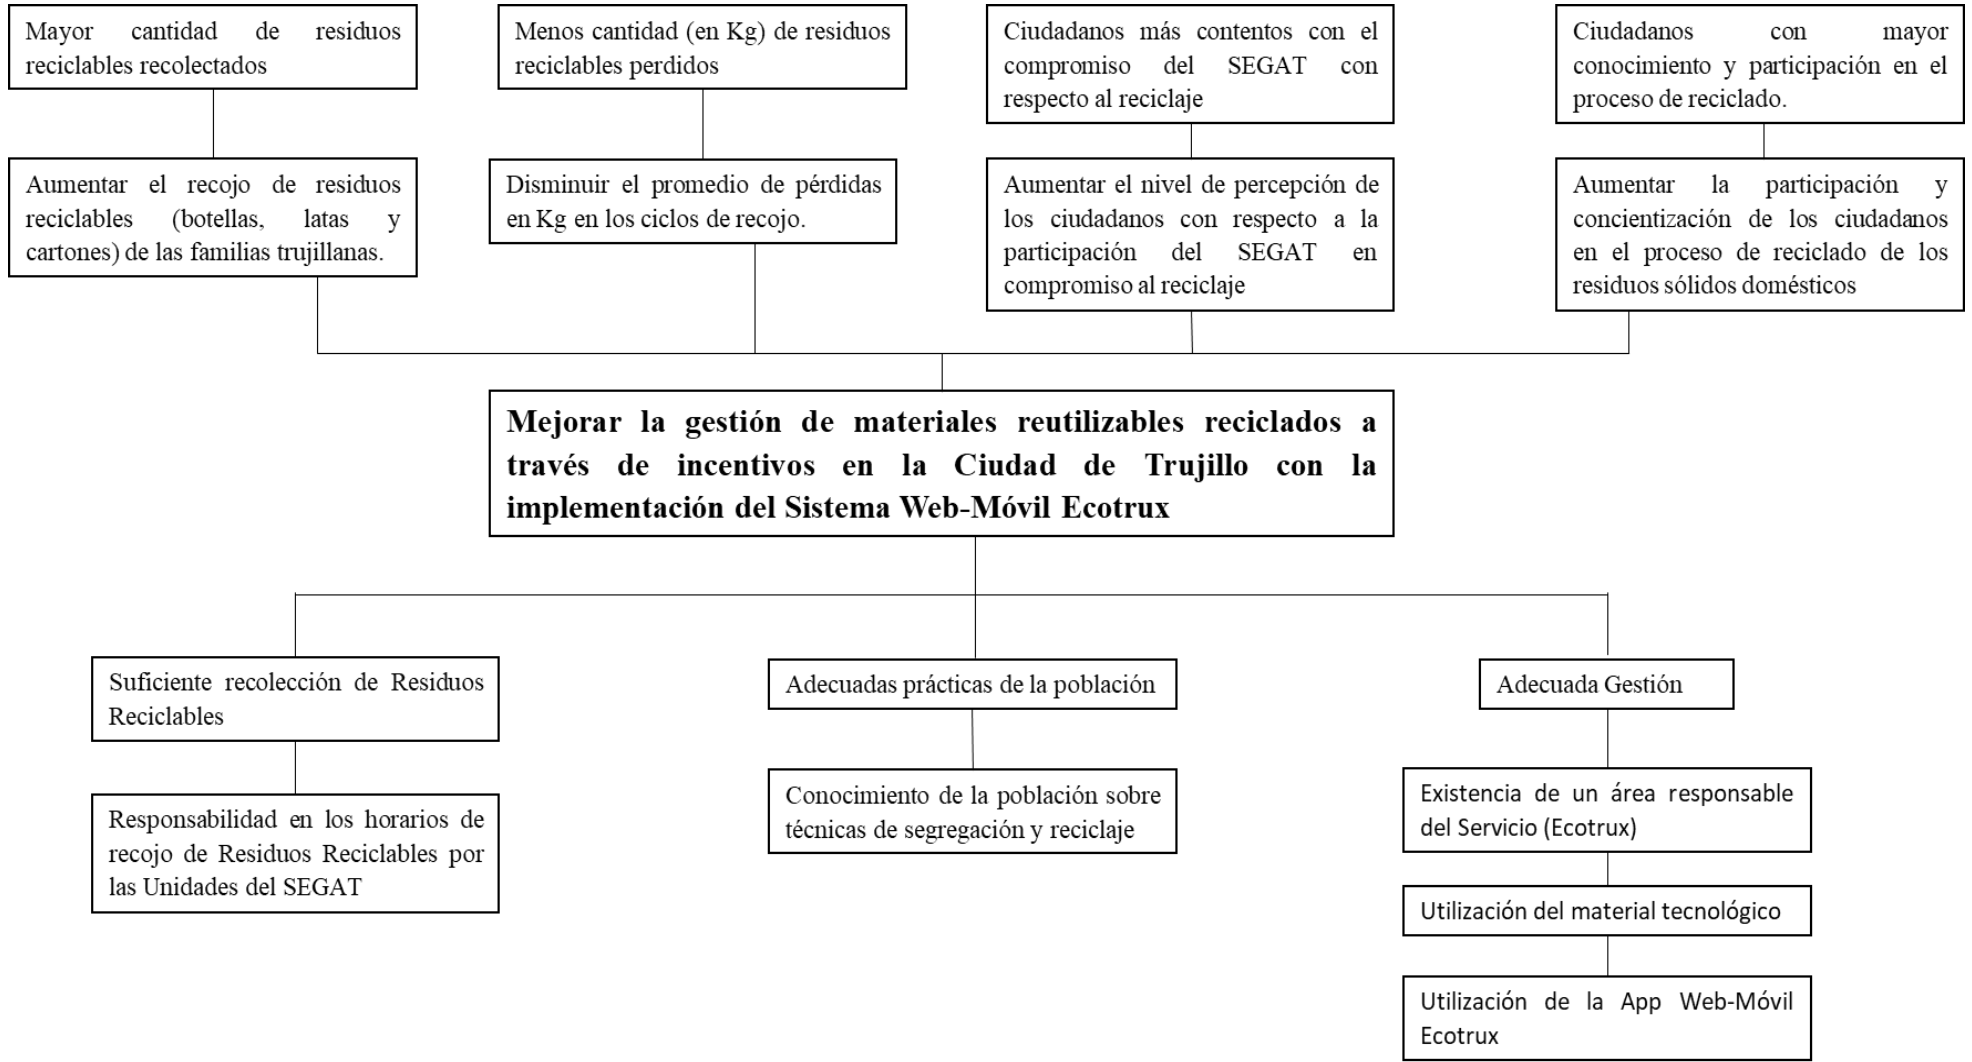 Mayor cantidad de residuos
reciclables recolectados
Menos cantidad (en Kg) de residuos
reciclables perdidos
Ciudadanos más contentos con el
compromiso del SEGAT con
respecto al reciclaje
Ciudadanos con mayor
conocimiento y participación en el
proceso de reciclado.
Aumentar el recojo de residuos
reciclables (botellas, latas y
cartones) de las familias trujillanas.
Disminuir el promedio de pérdidas
en Kg en los ciclos de recojo.
Aumentar el nivel de percepción de
los ciudadanos con respecto a la
participación del SEGAT en
compromiso al reciclaje
Aumentar la participación y
concientización de los ciudadanos
en el proceso de reciclado de los
residuos sólidos domésticos
Mejorar la gestión de materiales reutilizables reciclados a
través de incentivos en la Ciudad de Trujillo con la
implementación del Sistema Web-Móvil Ecotrux
Suficiente recolección de Residuos
Reciclables
Adecuadas prácticas de la población
Adecuada Gestión
Responsabilidad en los horarios de
recojo de Residuos Reciclables por
las Unidades del SEGAT
Conocimiento de la población sobre
técnicas de segregación y reciclaje
Existencia de un área responsable
del Servicio (Ecotrux)
Utilización del material tecnológico
Utilización de la App Web-Móvil
Ecotrux